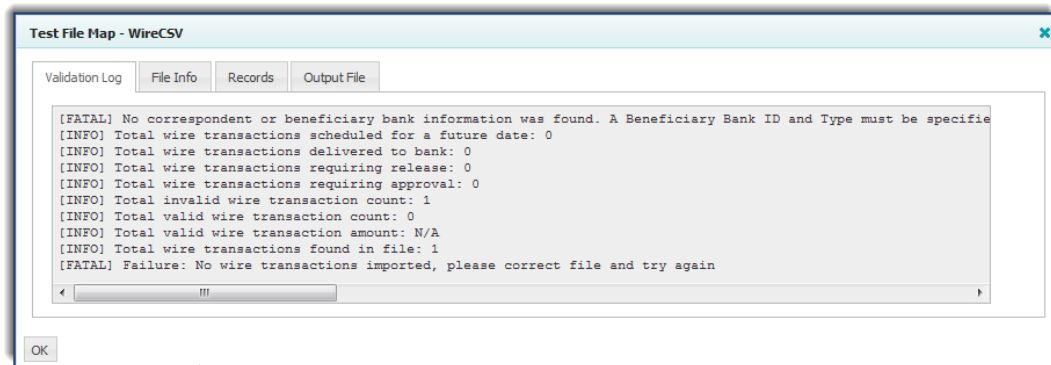 Test File Map - WireCSV
Validation Log File Info Records Output File
[FATAL] No correspondent or beneficiary bank information was found. A Beneficiary Bank ID and Type must be specifie
[INFO] Total wire transactions scheduled for a future date: 0
[INFO] Total wire transactions delivered to bank: 0
[INFO] Total wire transactions requiring release: 0
[INFO] Total wire transactions requiring approval: 0
[INFO] Total invalid wire transaction count: 1
[INFO] Total valid wire transaction count: 0
[INFO] Total valid wire transaction amount: N/A
[INFO] Total wire transactions found in file: 1
[FATAL] Failure: No wire transactions imported, please correct file and try again
OK